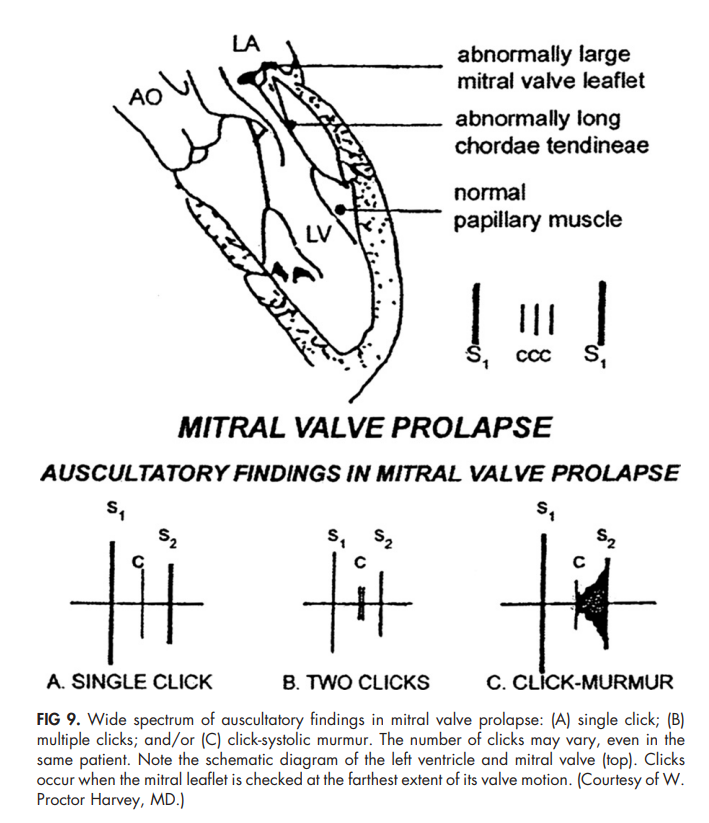 LA
abnormally large
mitral valve leaflet
AO
abnormally long
chordae tendineae
normal
papillary muscle
LV
S1 ccc S1
MITRAL VALVE PROLAPSE
AUSCULTATORY FINDINGS IN MITRAL VALVE PROLAPSE
S1 C S2
S1 C S2
S1 C S2
A. SINGLE CLICK
B. TWO CLICKS
C. CLICK-MURMUR
FIG 9. Wide spectrum of auscultatory findings in mitral valve prolapse: (A) single click; (B)
multiple clicks; and/or (C) click-systolic murmur. The number of clicks may vary, even in the
same patient. Note the schematic diagram of the left ventricle and mitral valve (top). Clicks
occur when the mitral leaflet is checked at the farthest extent of its valve motion. (Courtesy of W.
Proctor Harvey, MD.)